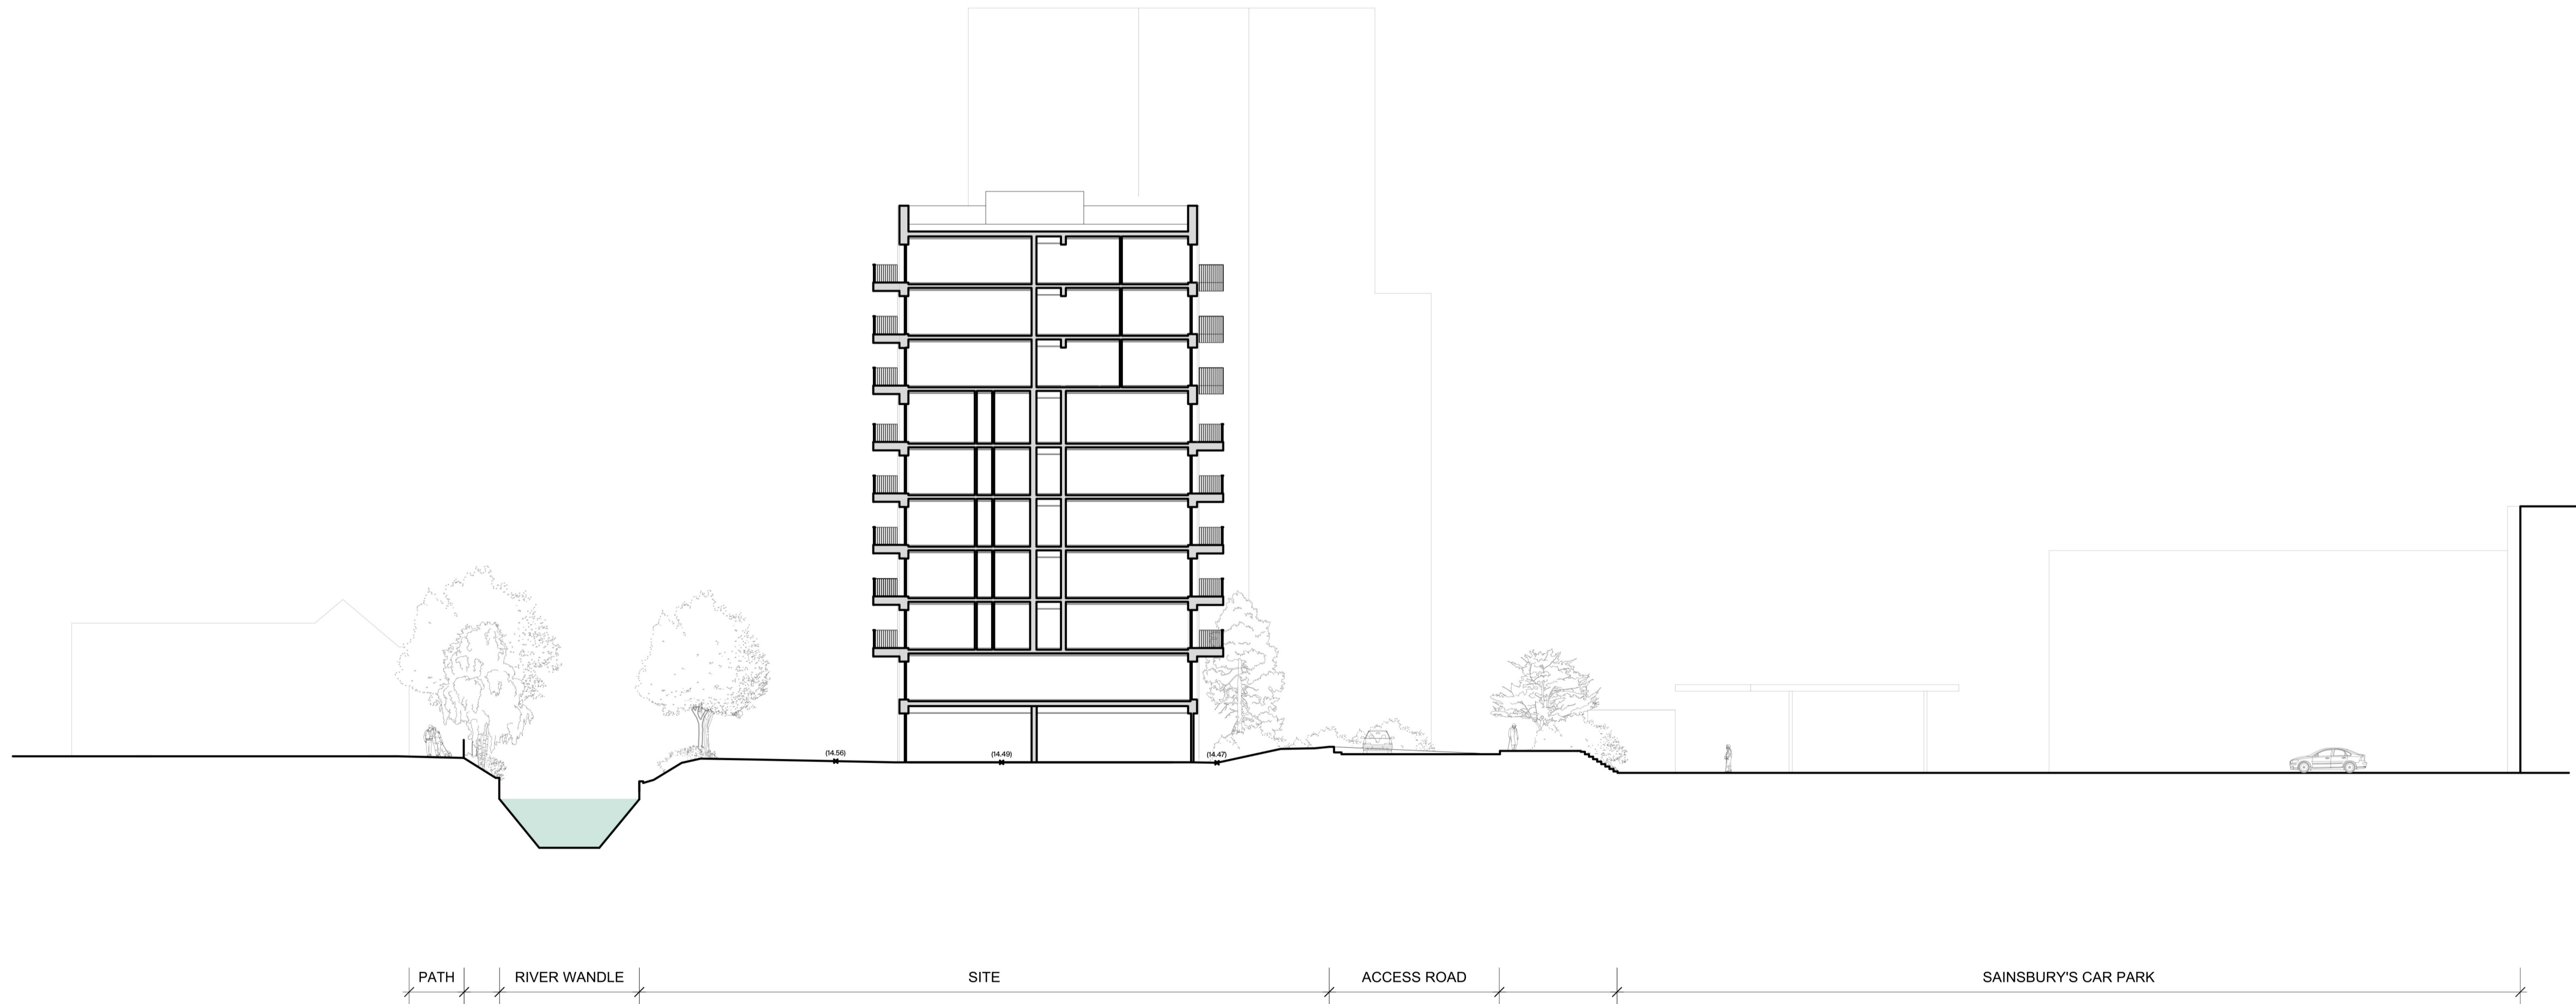 (14.56)
(14.49)
(14.47)
PATH
RIVER WANDLE
SITE
ACCESS ROAD
SAINSBURY'S CAR PARK